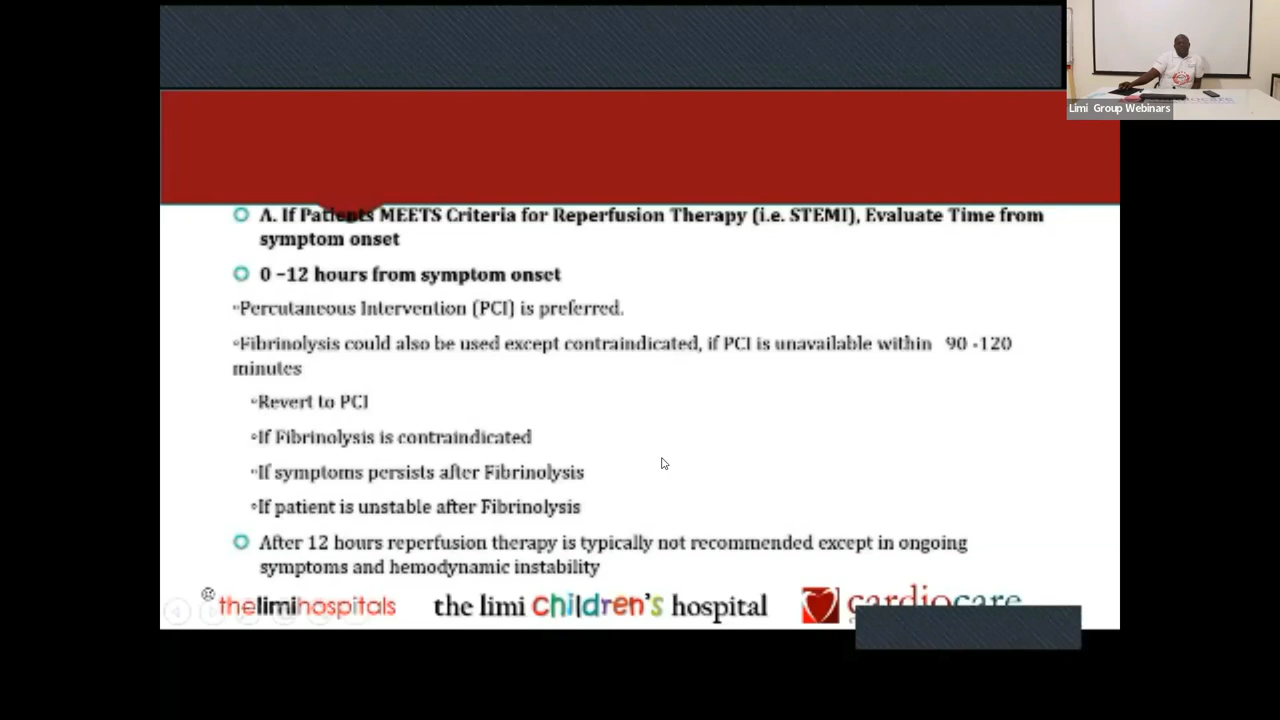 Limi Group Webinars
A. If Patients MEETS Criteria for Reperfusion Therapy (i.e. STEMI), Evaluate Time from
symptom onset
0 –12 hours from symptom onset
Percutaneous Intervention (PCI) is preferred.
Fibrinolysis could also be used except contraindicated, if PCI is unavailable within 90 -120
minutes
Revert to PCI
If Fibrinolysis is contraindicated
If symptoms persists after Fibrinolysis
If patient is unstable after Fibrinolysis
After 12 hours reperfusion therapy is typically not recommended except in ongoing
symptoms and hemodynamic instability
thelimihospitals the limi children's hospital cardiocare